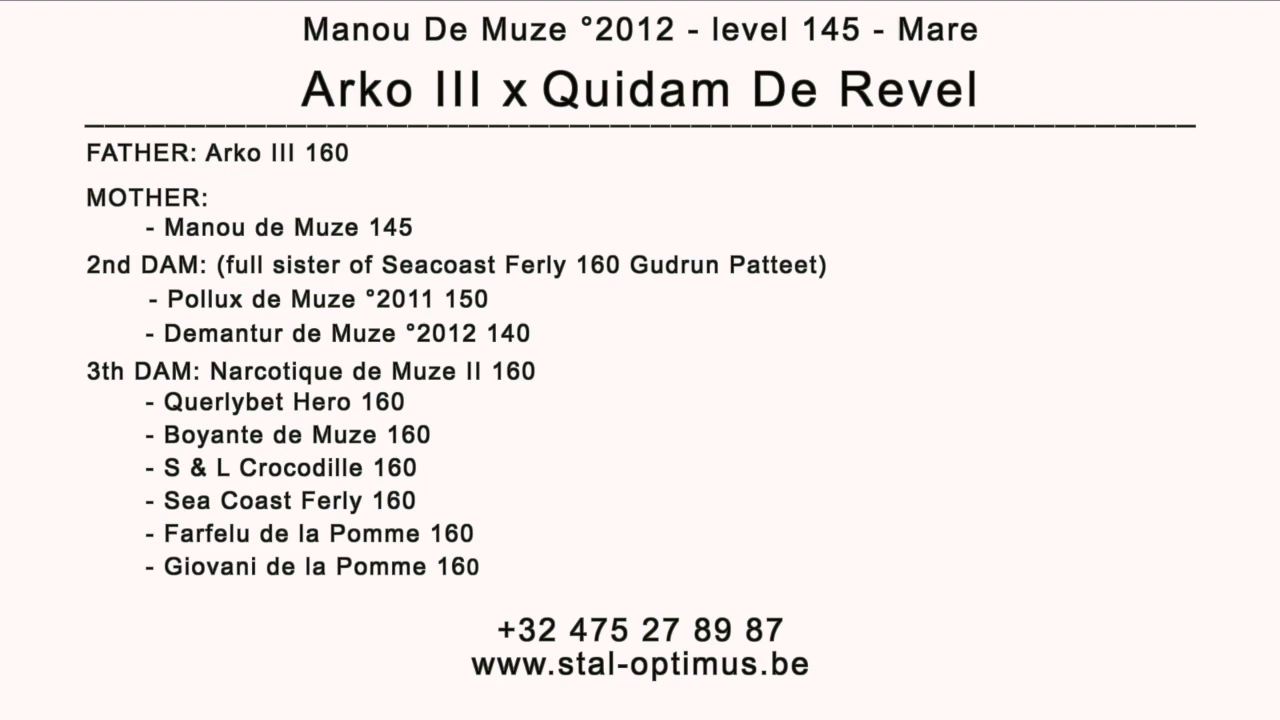 Manou De Muze °2012 - level 145 - Mare
Arko III x Quidam De Revel
FATHER: Arko III 160
MOTHER:
- Manou de Muze 145
2nd DAM: (full sister of Seacoast Ferly 160 Gudrun Patteet)
- Pollux de Muze °2011 150
- Demantur de Muze °2012 140
3th DAM: Narcotique de Muze II 160
- Querlybet Hero 160
- Boyante de Muze 160
- S & L Crocodille 160
- Sea Coast Ferly 160
- Farfelu de la Pomme 160
- Giovani de la Pomme 160
+32 475 27 89 87
www.stal-optimus.be